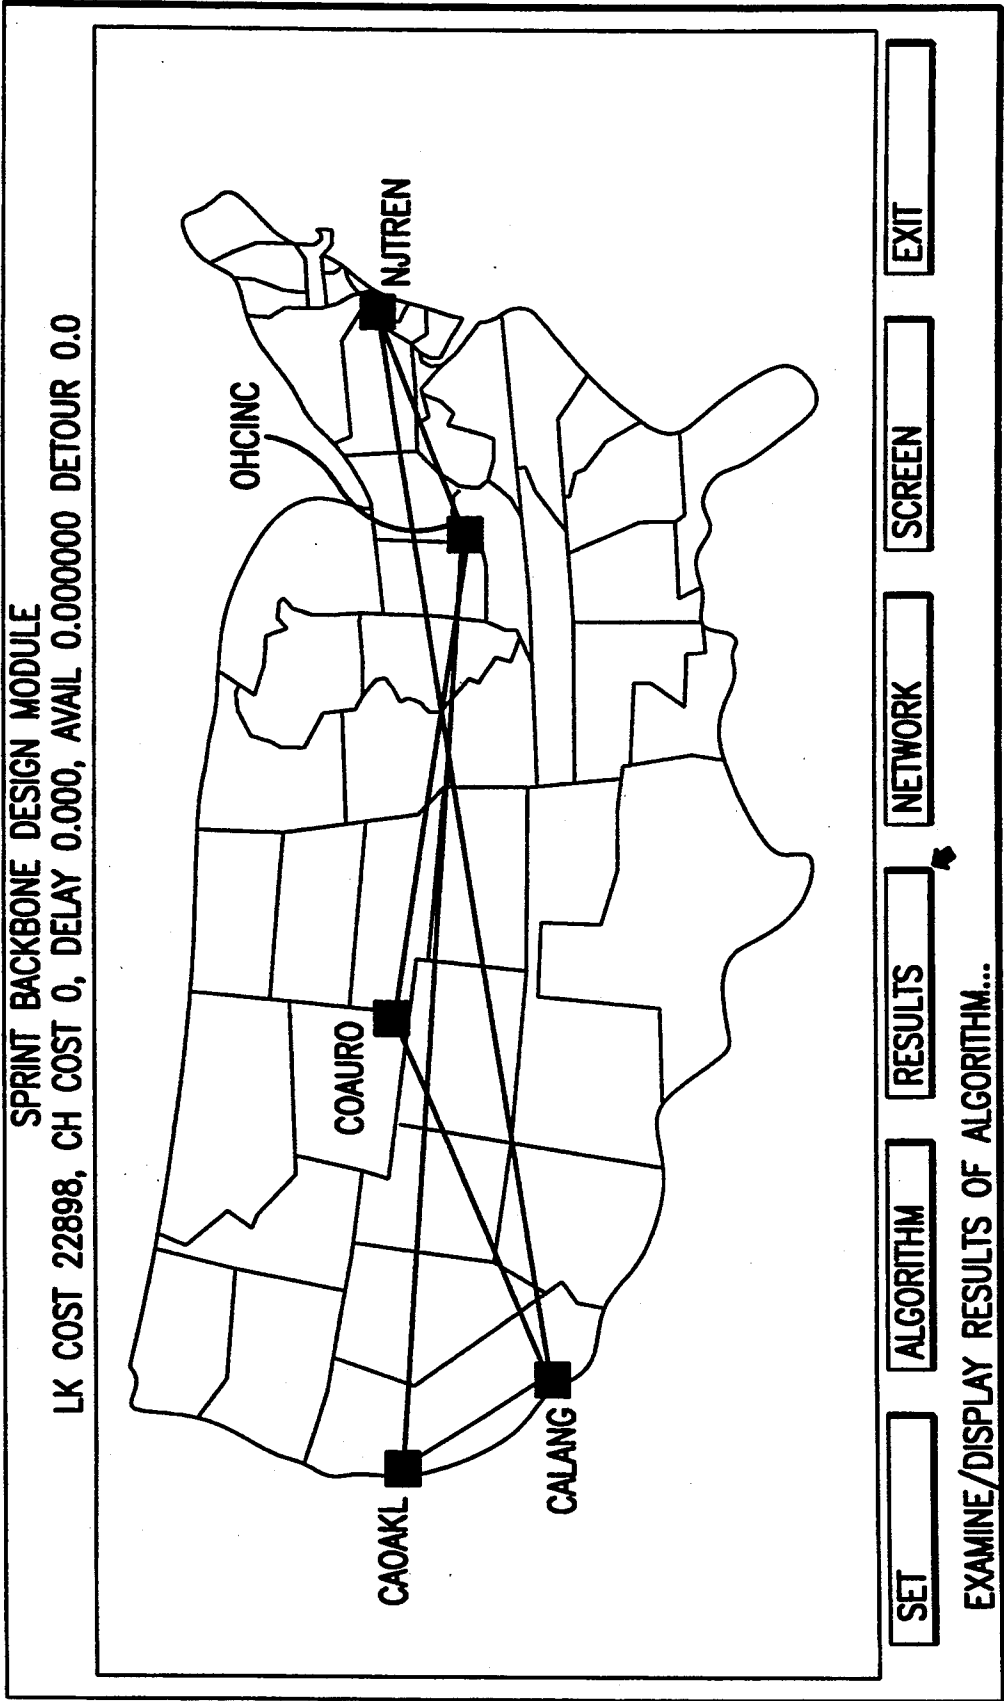 SPRINT BACKBONE DESIGN MODULE
LK COST 22898, CH COST 0, DELAY 0.000, AVAIL 0.000000 DETOUR 0.0
OHCINC
NJTREN
COAURO
CAOAKL
CALANG
SET
ALGORITHM
RESULTS
NETWORK
SCREEN
EXIT
EXAMINE/DISPLAY RESULTS OF ALGORITHM...